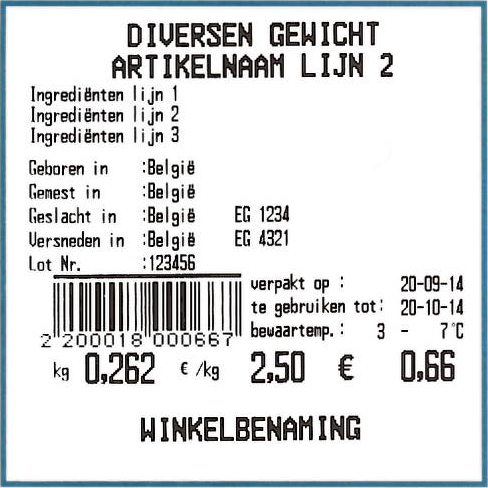 DIVERSEN GEWICHT
ARTIKELNAAM LIJN 2
Ingrediënten lijn 1
Ingrediënten lijn 2
Ingrediënten lijn 3
Geboren in :België
Gemest in :België
Geslacht in :België EG 1234
Versneden in :België EG 4321
Lot Nr. :123456
verpakt op : 20-09-14
te gebruiken tot: 20-10-14
bewaartemp.: 3 - 7°C
2 200018 000667
kg 0,262 €/kg 2,50 € 0,66
WINKELBENAMING